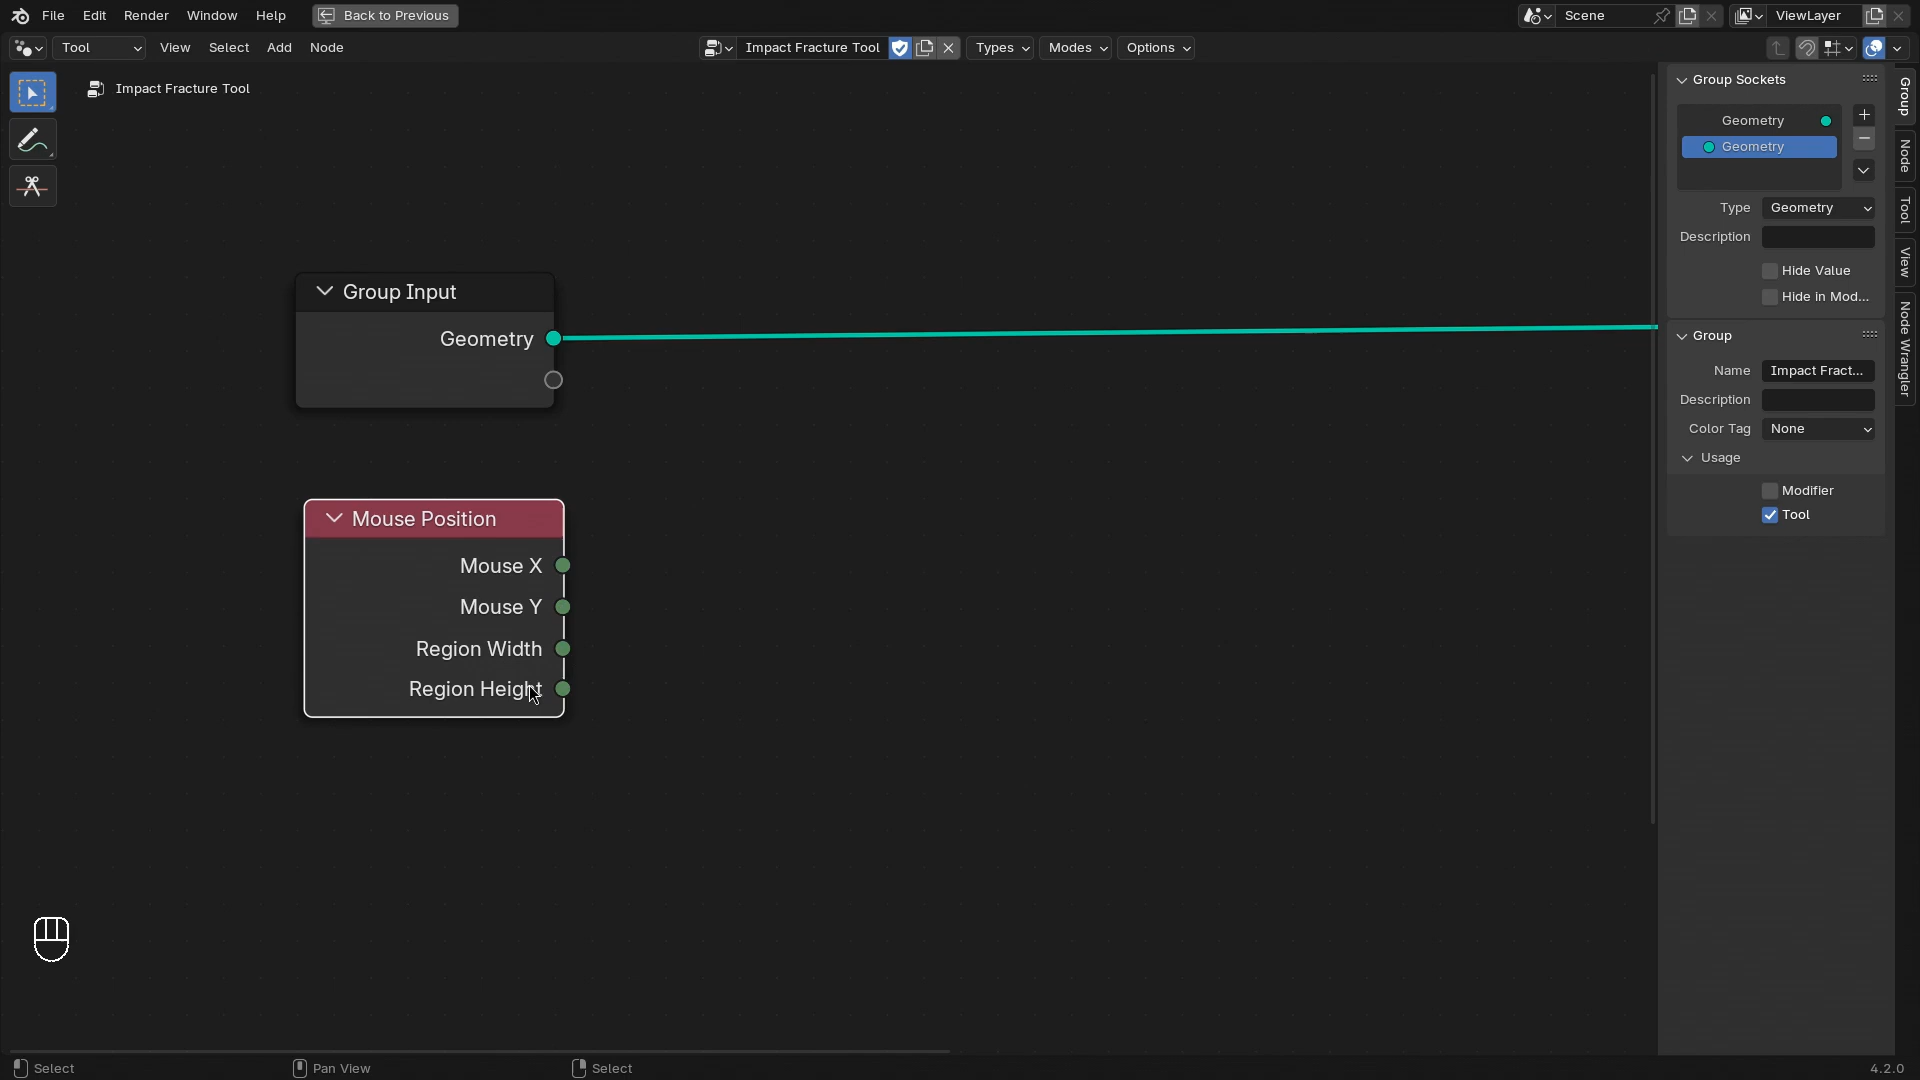 File Edit Render Window Help Back to Previous Scene ViewLayer
Tool View Select Add Node Impact Fracture Tool Types Modes Options
Impact Fracture Tool
Group Input
Geometry
Mouse Position
Mouse X
Mouse Y
Region Width
Region Height
Group Sockets
Geometry
Geometry
Type Geometry
Description
Hide Value
Hide in Mod...
Group
Name Impact Fract...
Description
Color Tag None
Usage
Modifier
Tool
Group
Node
Tool
View
Node Wrangler
Select Pan View Select 4.2.0